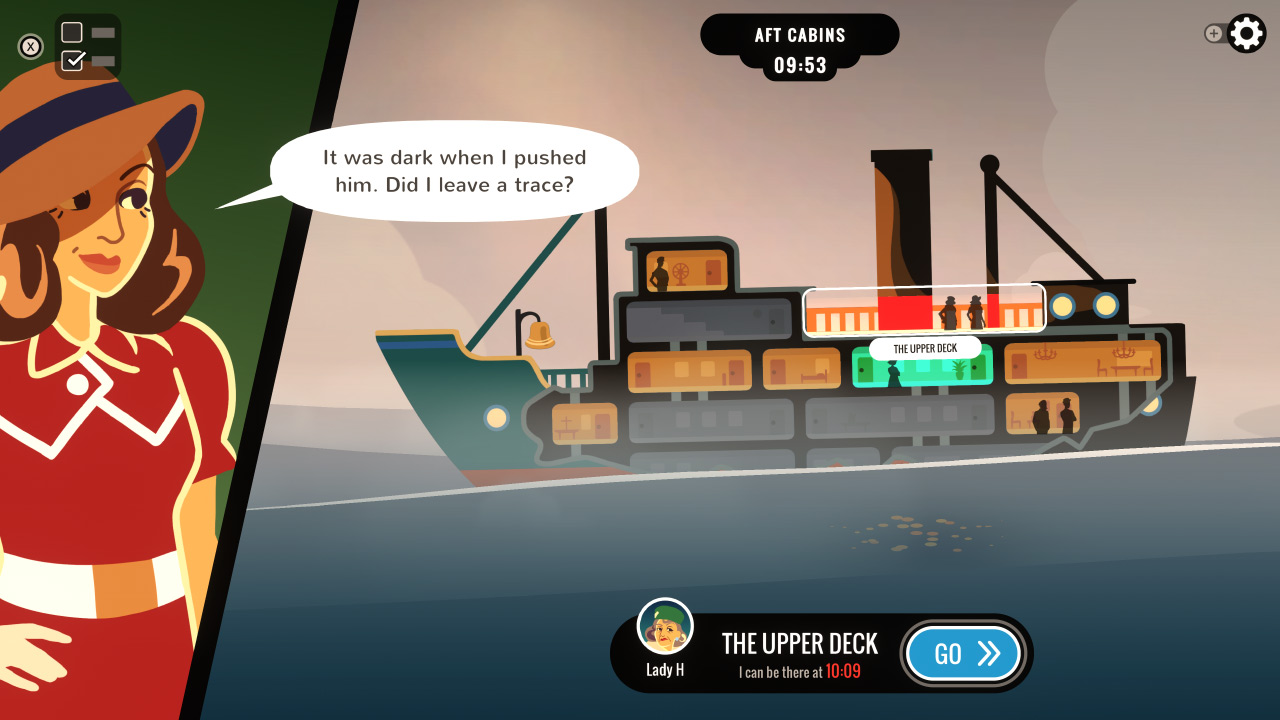 X
AFT CABINS
09:53
+
It was dark when I pushed
him. Did I leave a trace?
THE UPPER DECK
THE UPPER DECK
I can be there at 10:09
Lady H
GO